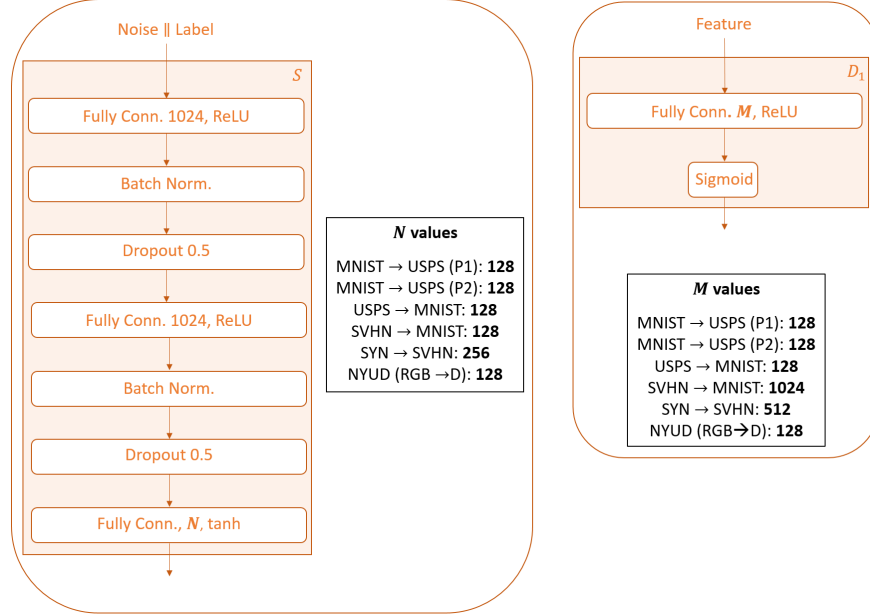 Noise ∥ Label
S
Fully Conn. 1024, ReLU
Batch Norm.
Dropout 0.5
Fully Conn. 1024, ReLU
Batch Norm.
Dropout 0.5
Fully Conn., N, tanh
N values
MNIST → USPS (P1): 128
MNIST → USPS (P2): 128
USPS → MNIST: 128
SVHN → MNIST: 128
SYN → SVHN: 256
NYUD (RGB →D): 128
Feature
D₁
Fully Conn. M, ReLU
Sigmoid
M values
MNIST → USPS (P1): 128
MNIST → USPS (P2): 128
USPS → MNIST: 128
SVHN → MNIST: 1024
SYN → SVHN: 512
NYUD (RGB→D): 128